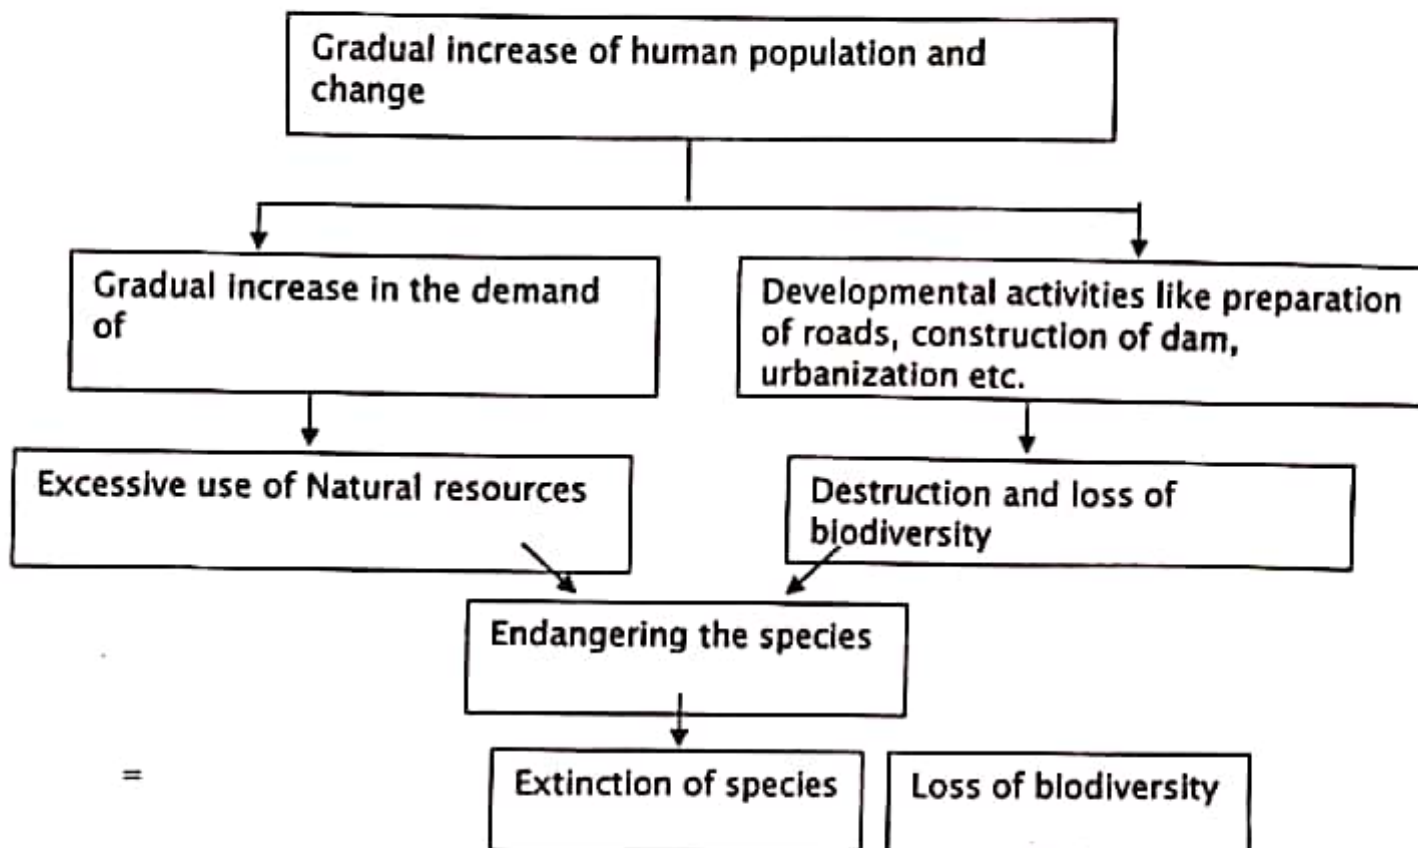 Gradual increase of human population and
change
Gradual increase in the demand
of
Developmental activities like preparation
of roads, construction of dam,
urbanization etc.
Excessive use of Natural resources
Destruction and loss of
biodiversity
Endangering the species
=
Extinction of species
Loss of biodiversity